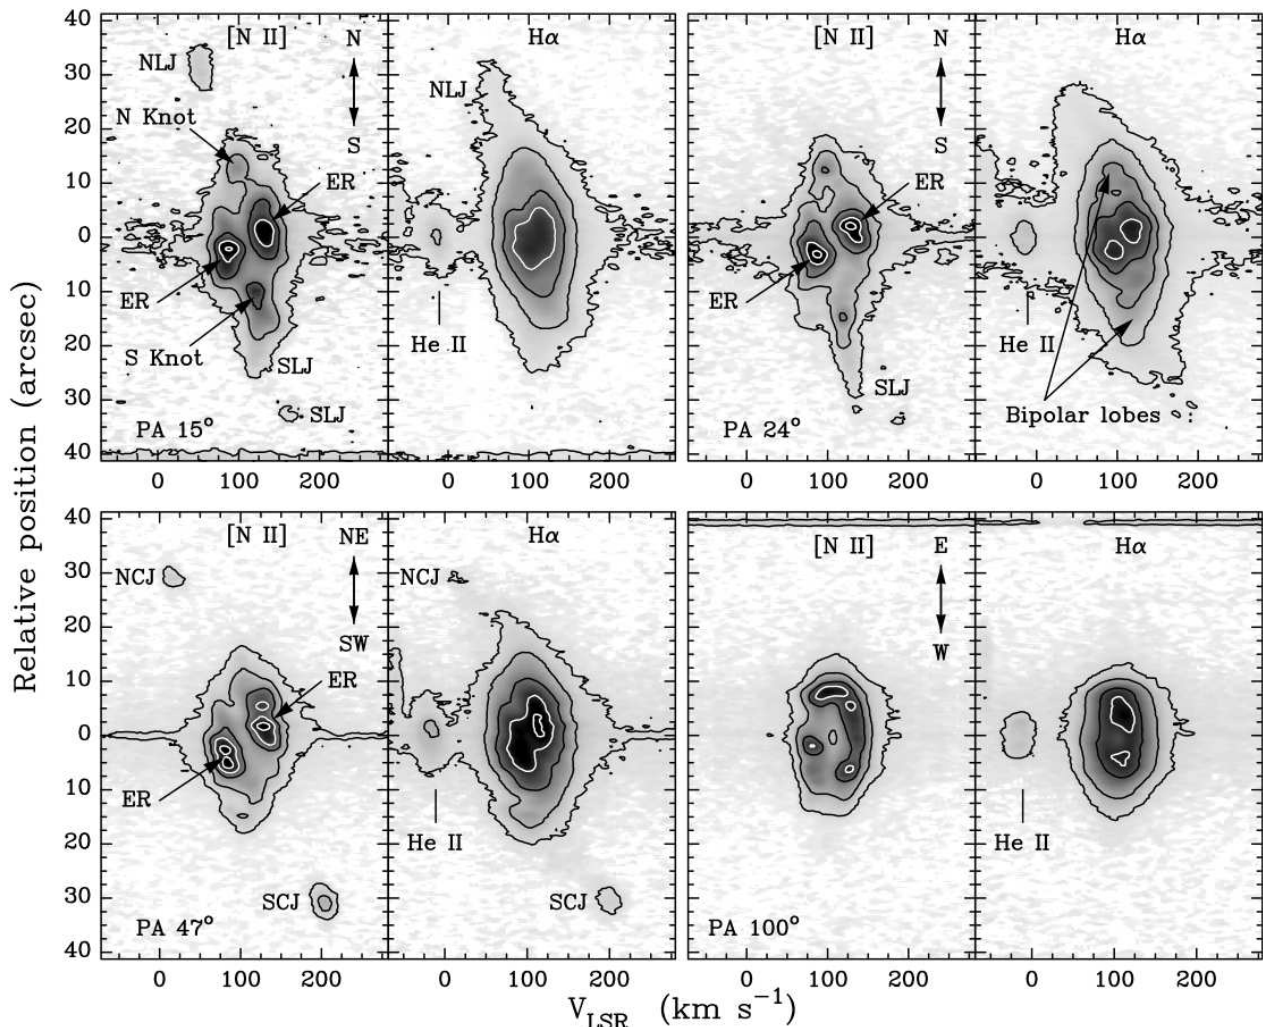 [N II] Hα [N II] Hα
40 NLJ N NLJ N
30
20 N Knot S S
10 ER ER
0
10 ER He II ER He II
20 S Knot SLJ SLJ
30 SLJ Bipolar lobes
40 PA 15° PA 24°
0 100 200 0 100 200 0 100 200 0 100 200
[N II] Hα [N II] Hα
40 NE E
30 NCJ NCJ
20 SW W
10 ER
0
10 ER He II He II
20
30 SCJ SCJ
40 PA 47° PA 100°
0 100 200 0 100 200 0 100 200 0 100 200
Relative position (arcsec)
V_LSR (km s⁻¹)